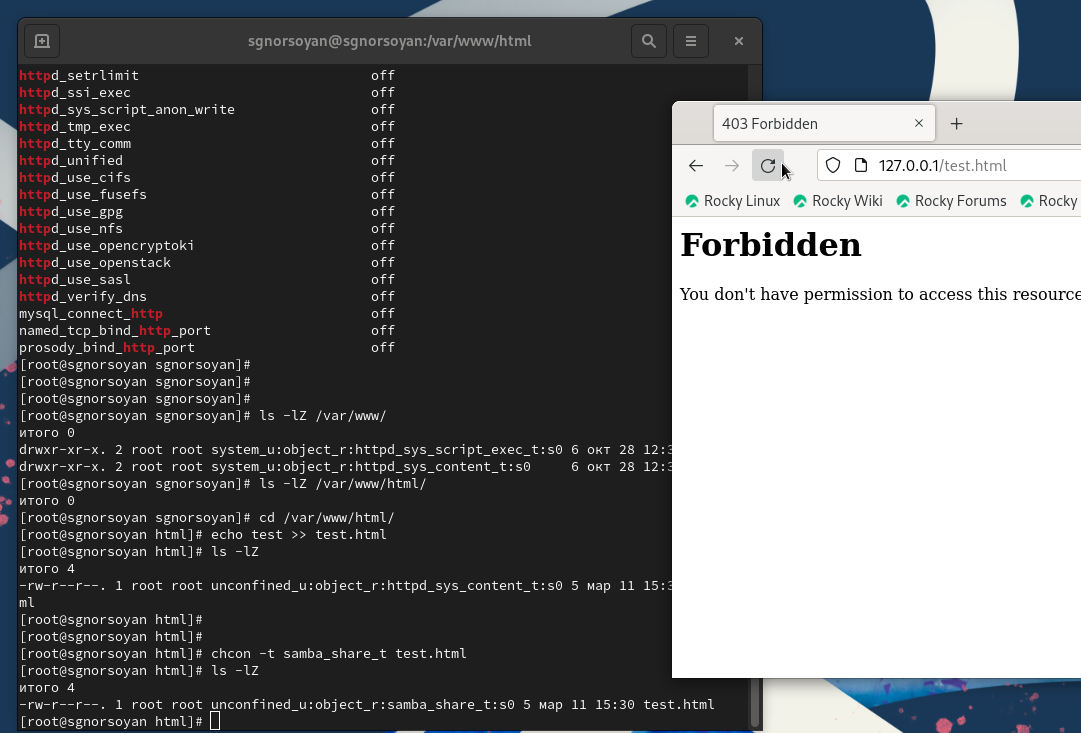 sgnorsoyan@sgnorsoyan:/var/www/html
httpd_setrlimit off
httpd_ssi_exec off
httpd_sys_script_anon_write off
httpd_tmp_exec off
httpd_tty_comm off
httpd_unified off
httpd_use_cifs off
httpd_use_fusefs off
httpd_use_gpg off
httpd_use_nfs off
httpd_use_opencryptoki off
httpd_use_openstack off
httpd_use_sasl off
httpd_verify_dns off
mysql_connect_http off
named_tcp_bind_http_port off
prosody_bind_http_port off
[root@sgnorsoyan sgnorsoyan]#
[root@sgnorsoyan sgnorsoyan]#
[root@sgnorsoyan sgnorsoyan]#
[root@sgnorsoyan sgnorsoyan]# ls -lZ /var/www/
итого 0
drwxr-xr-x. 2 root root system_u:object_r:httpd_sys_script_exec_t:s0 6 окт 28 12:3
drwxr-xr-x. 2 root root system_u:object_r:httpd_sys_content_t:s0 6 окт 28 12:3
[root@sgnorsoyan sgnorsoyan]# ls -lZ /var/www/html/
итого 0
[root@sgnorsoyan sgnorsoyan]# cd /var/www/html/
[root@sgnorsoyan html]# echo test >> test.html
[root@sgnorsoyan html]# ls -lZ
итого 4
-rw-r--r--. 1 root root unconfined_u:object_r:httpd_sys_content_t:s0 5 мар 11 15:3
ml
[root@sgnorsoyan html]#
[root@sgnorsoyan html]#
[root@sgnorsoyan html]# chcon -t samba_share_t test.html
[root@sgnorsoyan html]# ls -lZ
итого 4
-rw-r--r--. 1 root root unconfined_u:object_r:samba_share_t:s0 5 мар 11 15:30 test.html
[root@sgnorsoyan html]#
403 Forbidden
127.0.0.1/test.html
Rocky Linux Rocky Wiki Rocky Forums Rocky
Forbidden
You don't have permission to access this resource